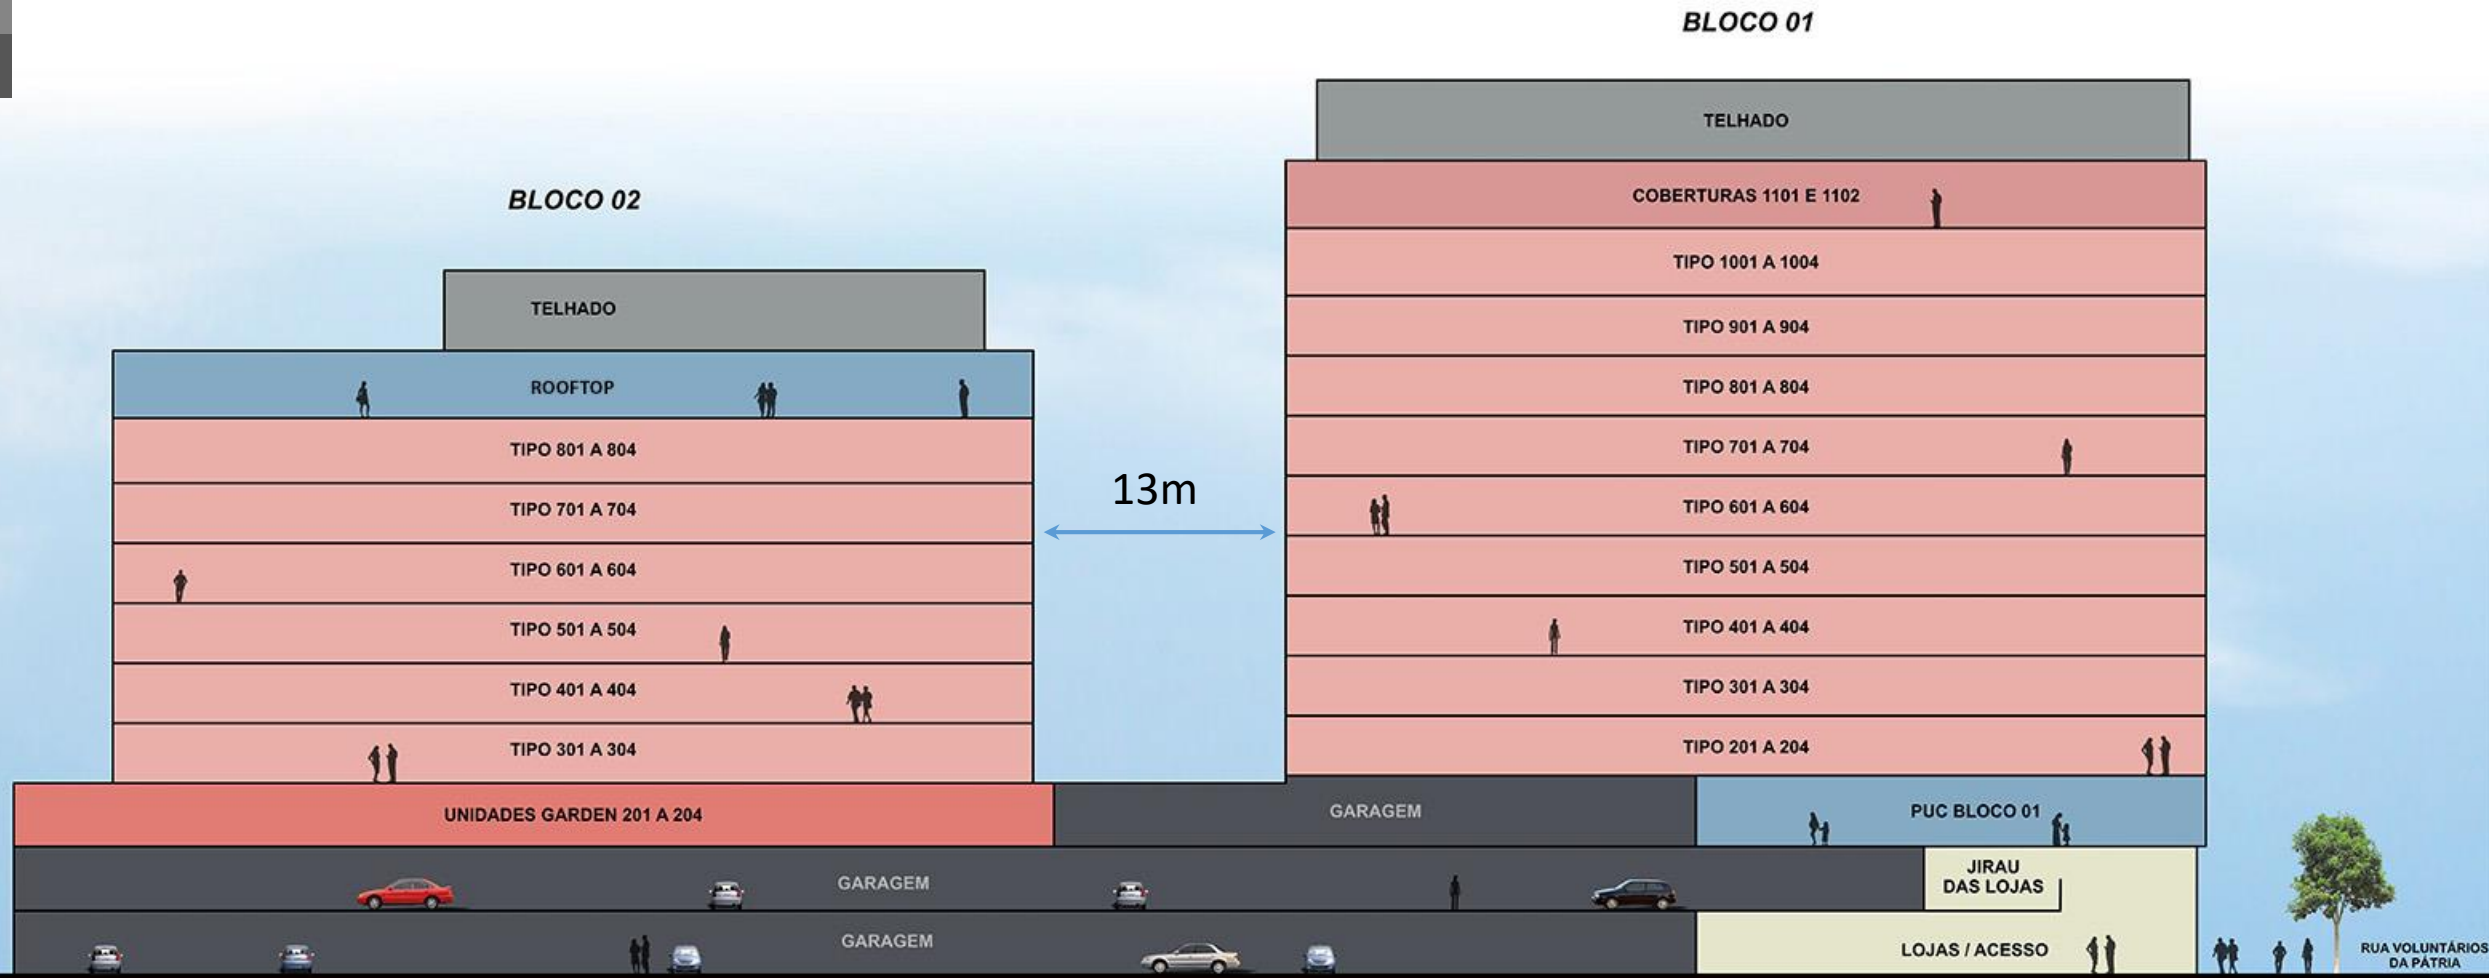 BLOCO 01
TELHADO
COBERTURAS 1101 E 1102
TIPO 1001 A 1004
TIPO 901 A 904
TIPO 801 A 804
TIPO 701 A 704
TIPO 601 A 604
TIPO 501 A 504
TIPO 401 A 404
TIPO 301 A 304
TIPO 201 A 204
BLOCO 02
TELHADO
ROOFTOP
TIPO 801 A 804
TIPO 701 A 704
TIPO 601 A 604
TIPO 501 A 504
TIPO 401 A 404
TIPO 301 A 304
13m
UNIDADES GARDEN 201 A 204
GARAGEM
PUC BLOCO 01
GARAGEM
JIRAU
DAS LOJAS
GARAGEM
LOJAS / ACESSO
RUA VOLUNTÁRIOS
DA PÁTRIA